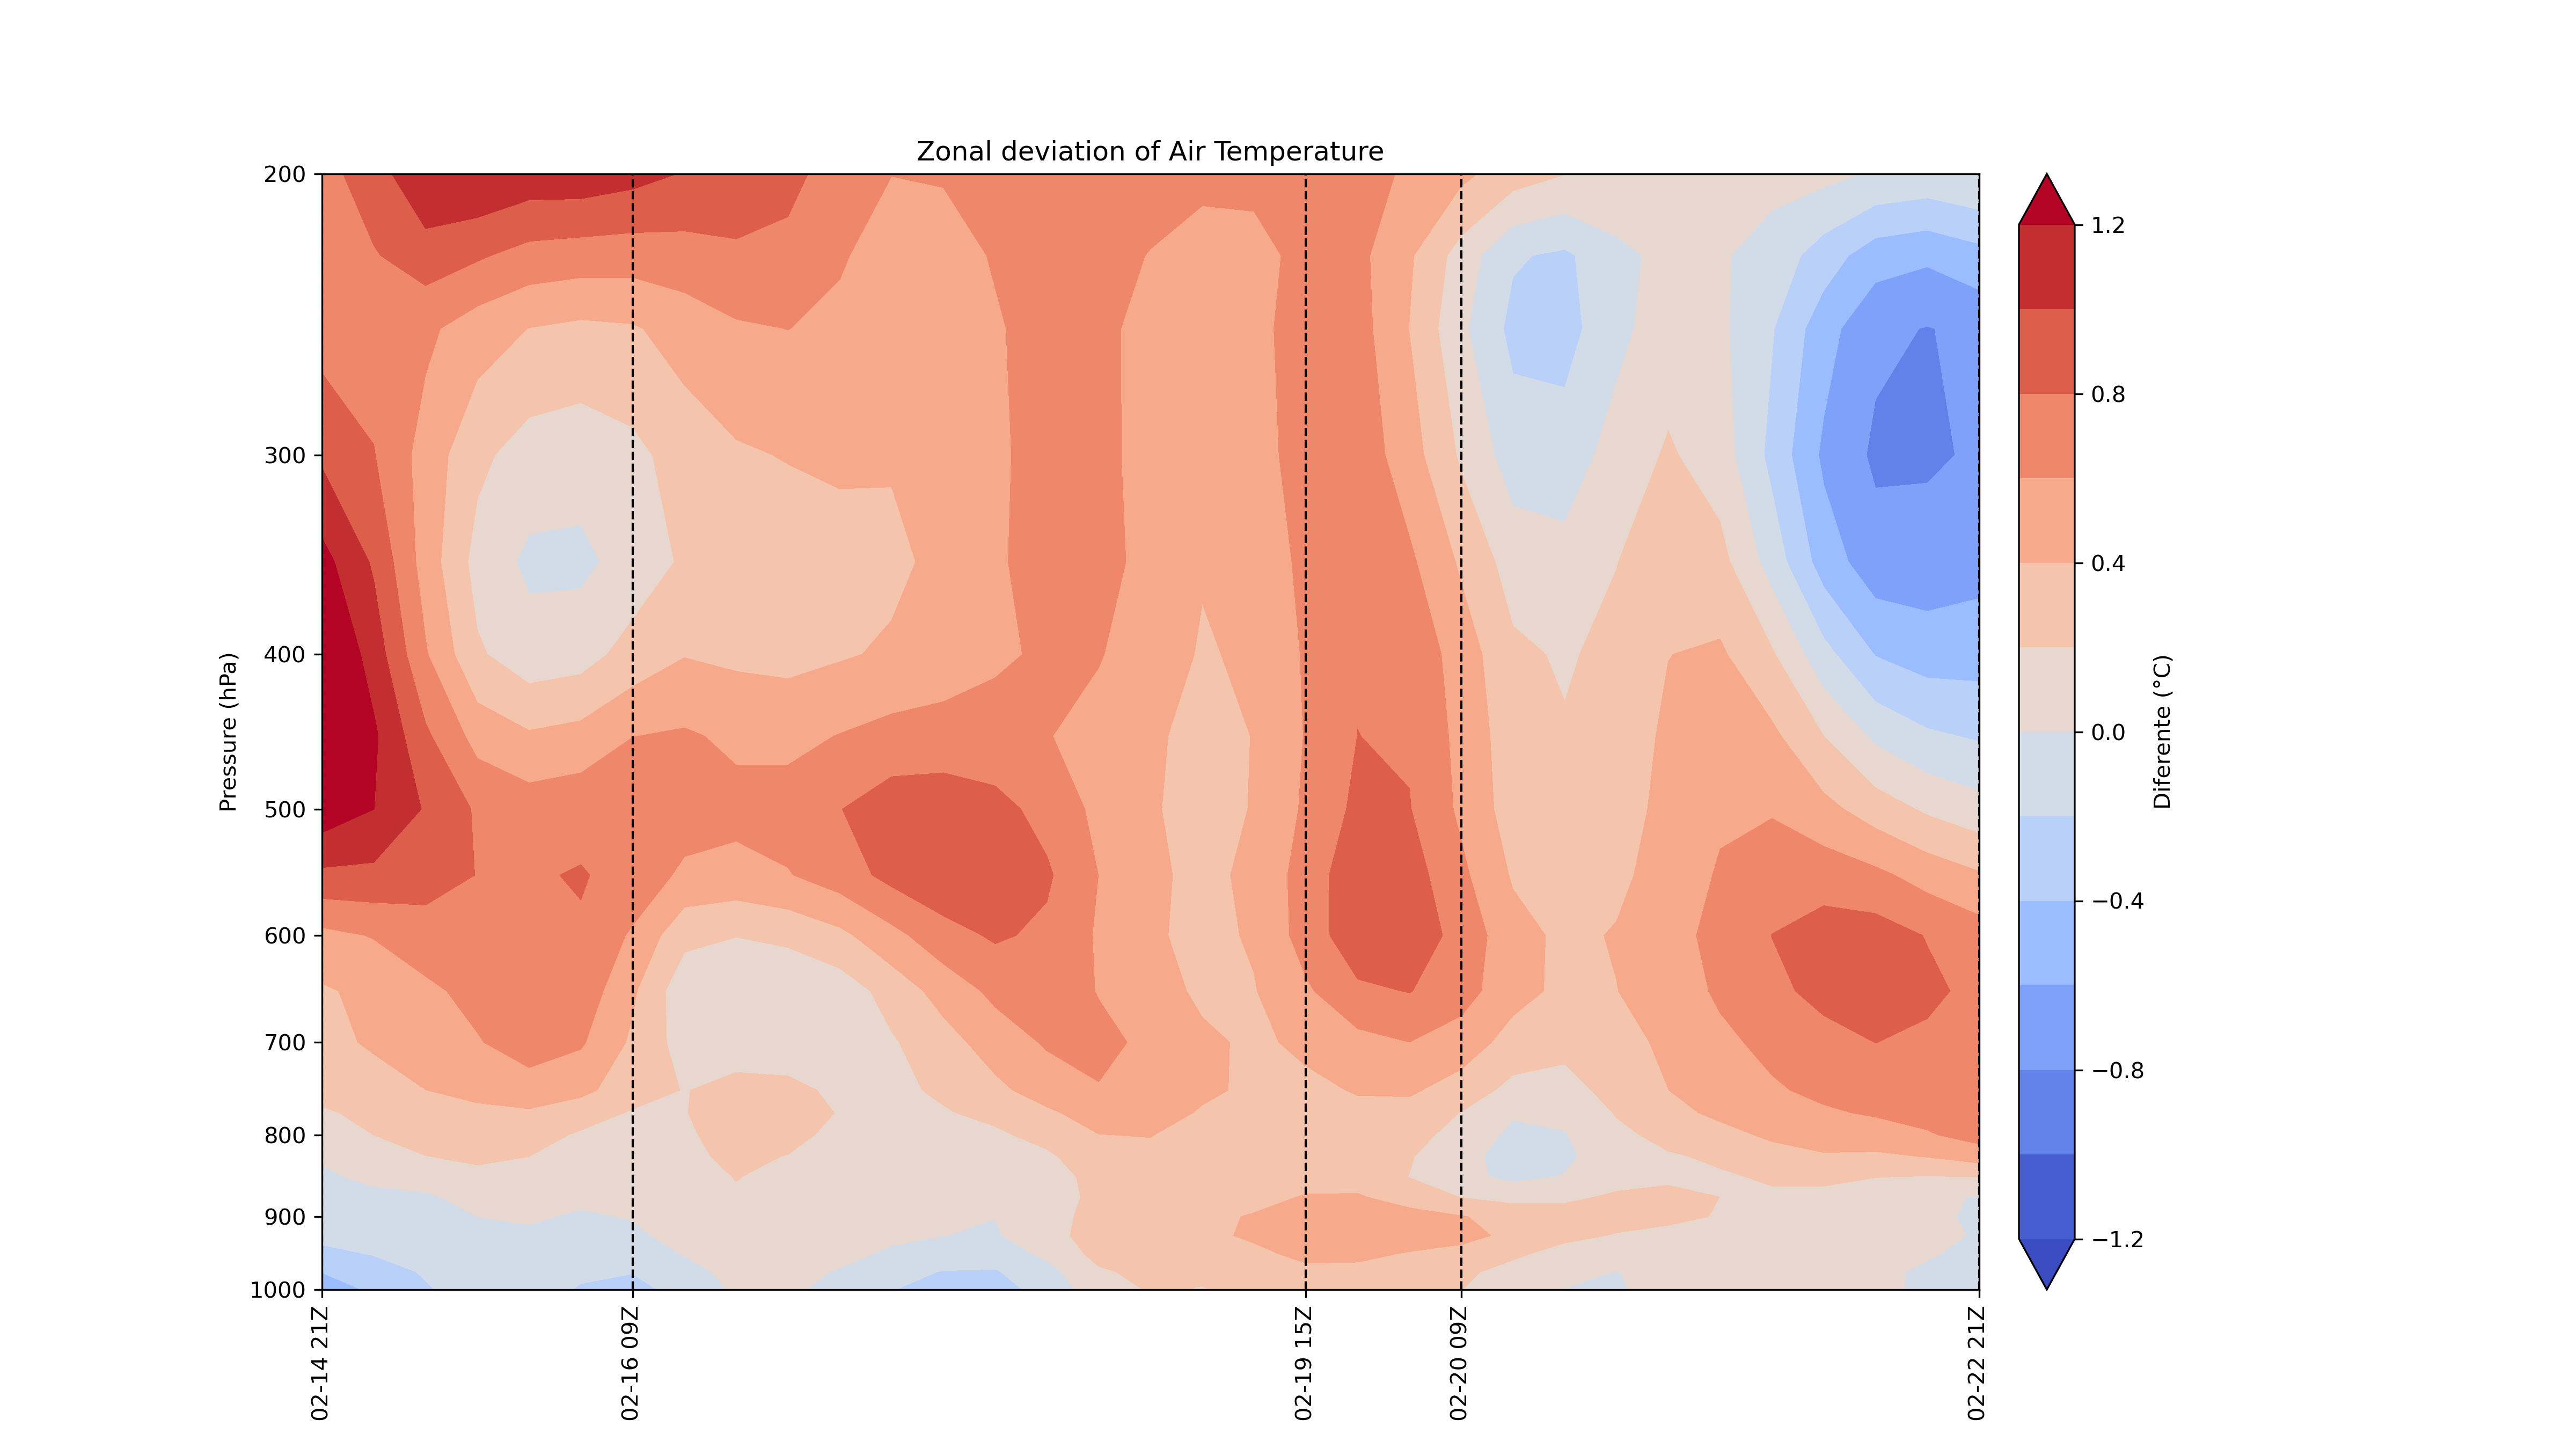 Zonal deviation of Air Temperature
Pressure (hPa)
200
300
400
500
600
700
800
900
1000
02-14 21Z
02-16 09Z
02-19 15Z
02-20 09Z
02-22 21Z
1.2
0.8
0.4
0.0
−0.4
−0.8
−1.2
Diferente (°C)